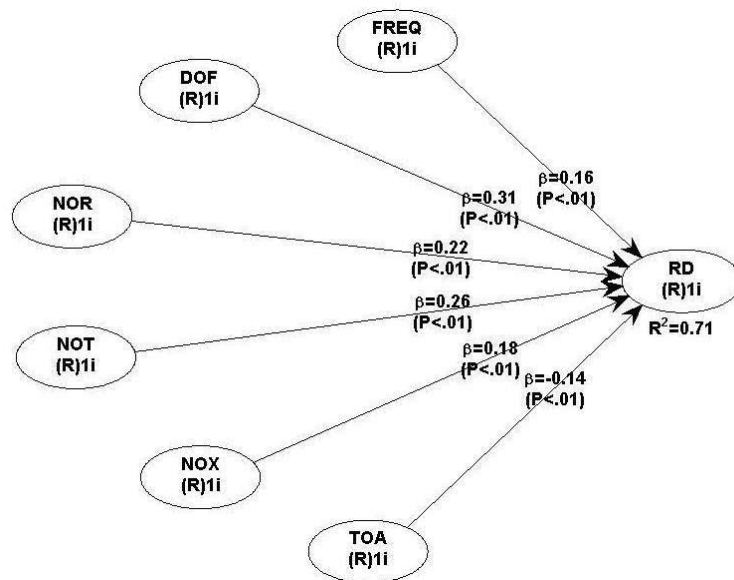 FREQ
(R)1i
DOF
(R)1i
β=0.16
(P<.01)
β=0.31
(P<.01)
NOR
(R)1i
β=0.22
(P<.01)
RD
(R)1i
R²=0.71
β=0.26
(P<.01)
NOT
(R)1i
β=0.18
(P<.01)
β=-0.14
(P<.01)
NOX
(R)1i
TOA
(R)1i